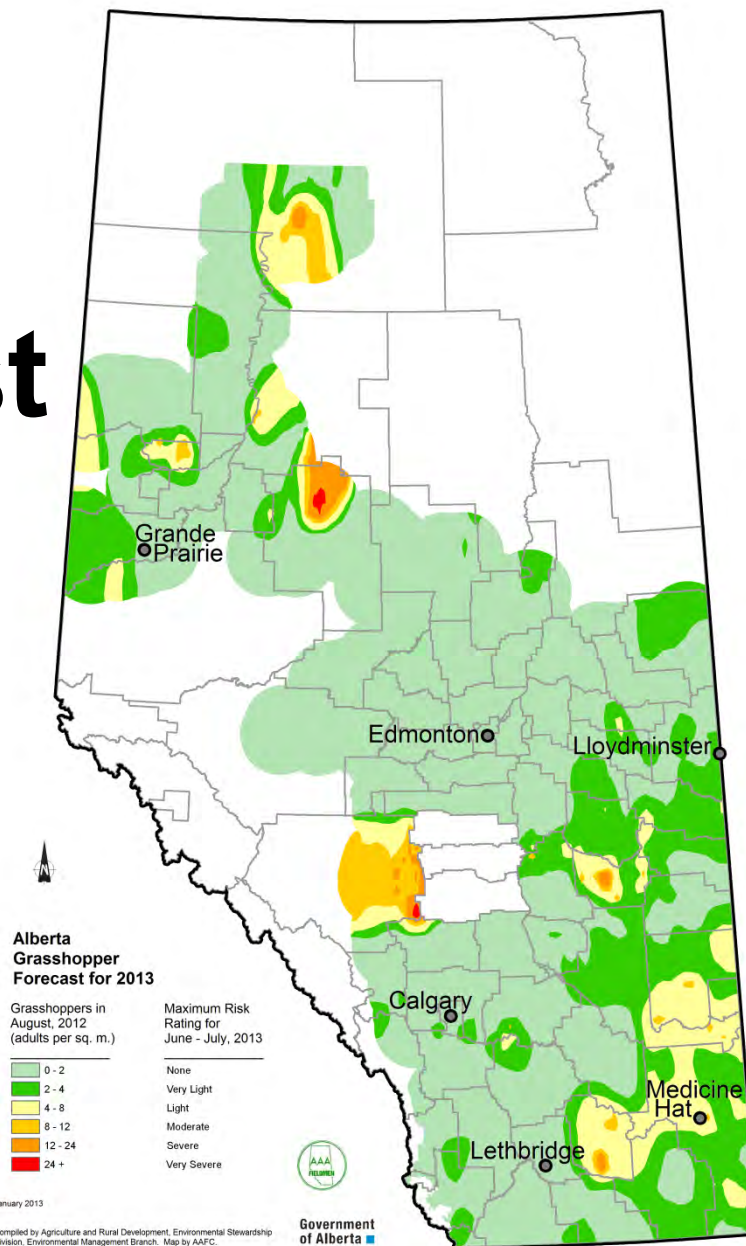 st
Grande
Prairie
Edmonton
Lloydminster
N
Alberta
Grasshopper
Forecast for 2013
Grasshoppers in
August, 2012
(adults per sq. m.)
Maximum Risk
Rating for
June - July, 2013
0 - 2 None
2 - 4 Very Light
4 - 8 Light
8 - 12 Moderate
12 - 24 Severe
24 + Very Severe
Calgary
Medicine
Hat
Lethbridge
AAA
FIELDMEN
anuary 2013
ompiled by Agriculture and Rural Development, Environmental Stewardship
ivision, Environmental Management Branch. Map by AAFC.
Government
of Alberta